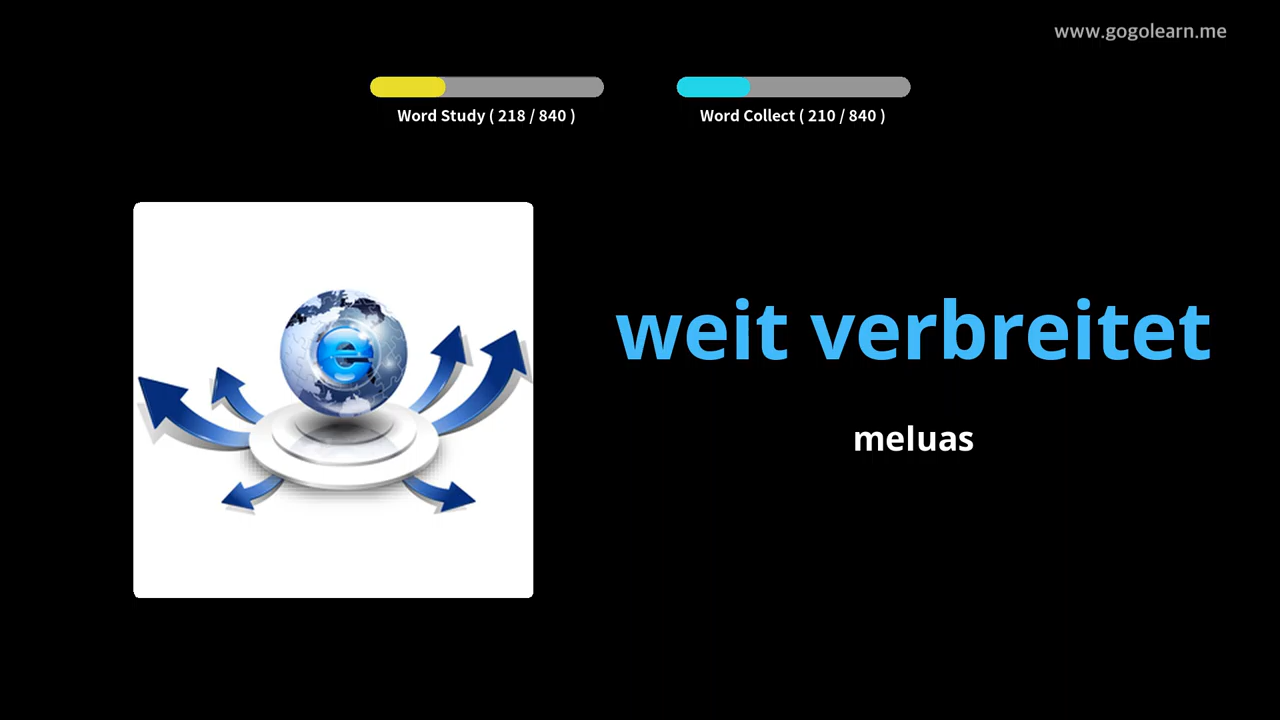 www.gogolearn.me
Word Study ( 218 / 840 )
Word Collect ( 210 / 840 )
e
weit verbreitet
meluas